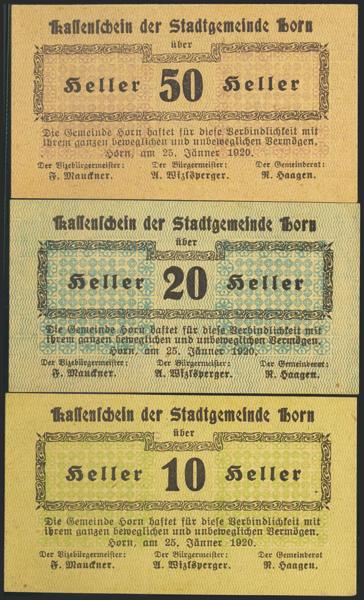 Kassenschein der Stadtgemeinde Horn
über
Heller 50 Heller
Die Gemeinde Horn haftet für diese Verbindlichkeit mit
ihrem ganzen beweglichen und unbeweglichen Vermögen.
Horn, am 25. Jänner 1920.
Der Vizebürgermeister: Der Bürgermeister: Der Gemeinderat:
F. Mauckner. A. Wizlsperger. R. Haagen.
Kassenschein der Stadtgemeinde Horn
über
Heller 20 Heller
Die Gemeinde Horn haftet für diese Verbindlichkeit mit
ihrem ganzen beweglichen und unbeweglichen Vermögen.
Horn, am 25. Jänner 1920.
Der Vizebürgermeister: Der Bürgermeister: Der Gemeinderat:
F. Mauckner. A. Wizlsperger. R. Haagen.
Kassenschein der Stadtgemeinde Horn
über
Heller 10 Heller
Die Gemeinde Horn haftet für diese Verbindlichkeit mit
ihrem ganzen beweglichen und unbeweglichen Vermögen.
Horn, am 25. Jänner 1920.
Der Vizebürgermeister: Der Bürgermeister: Der Gemeinderat
F. Mauckner. A. Wizlsperger. R. Haagen.